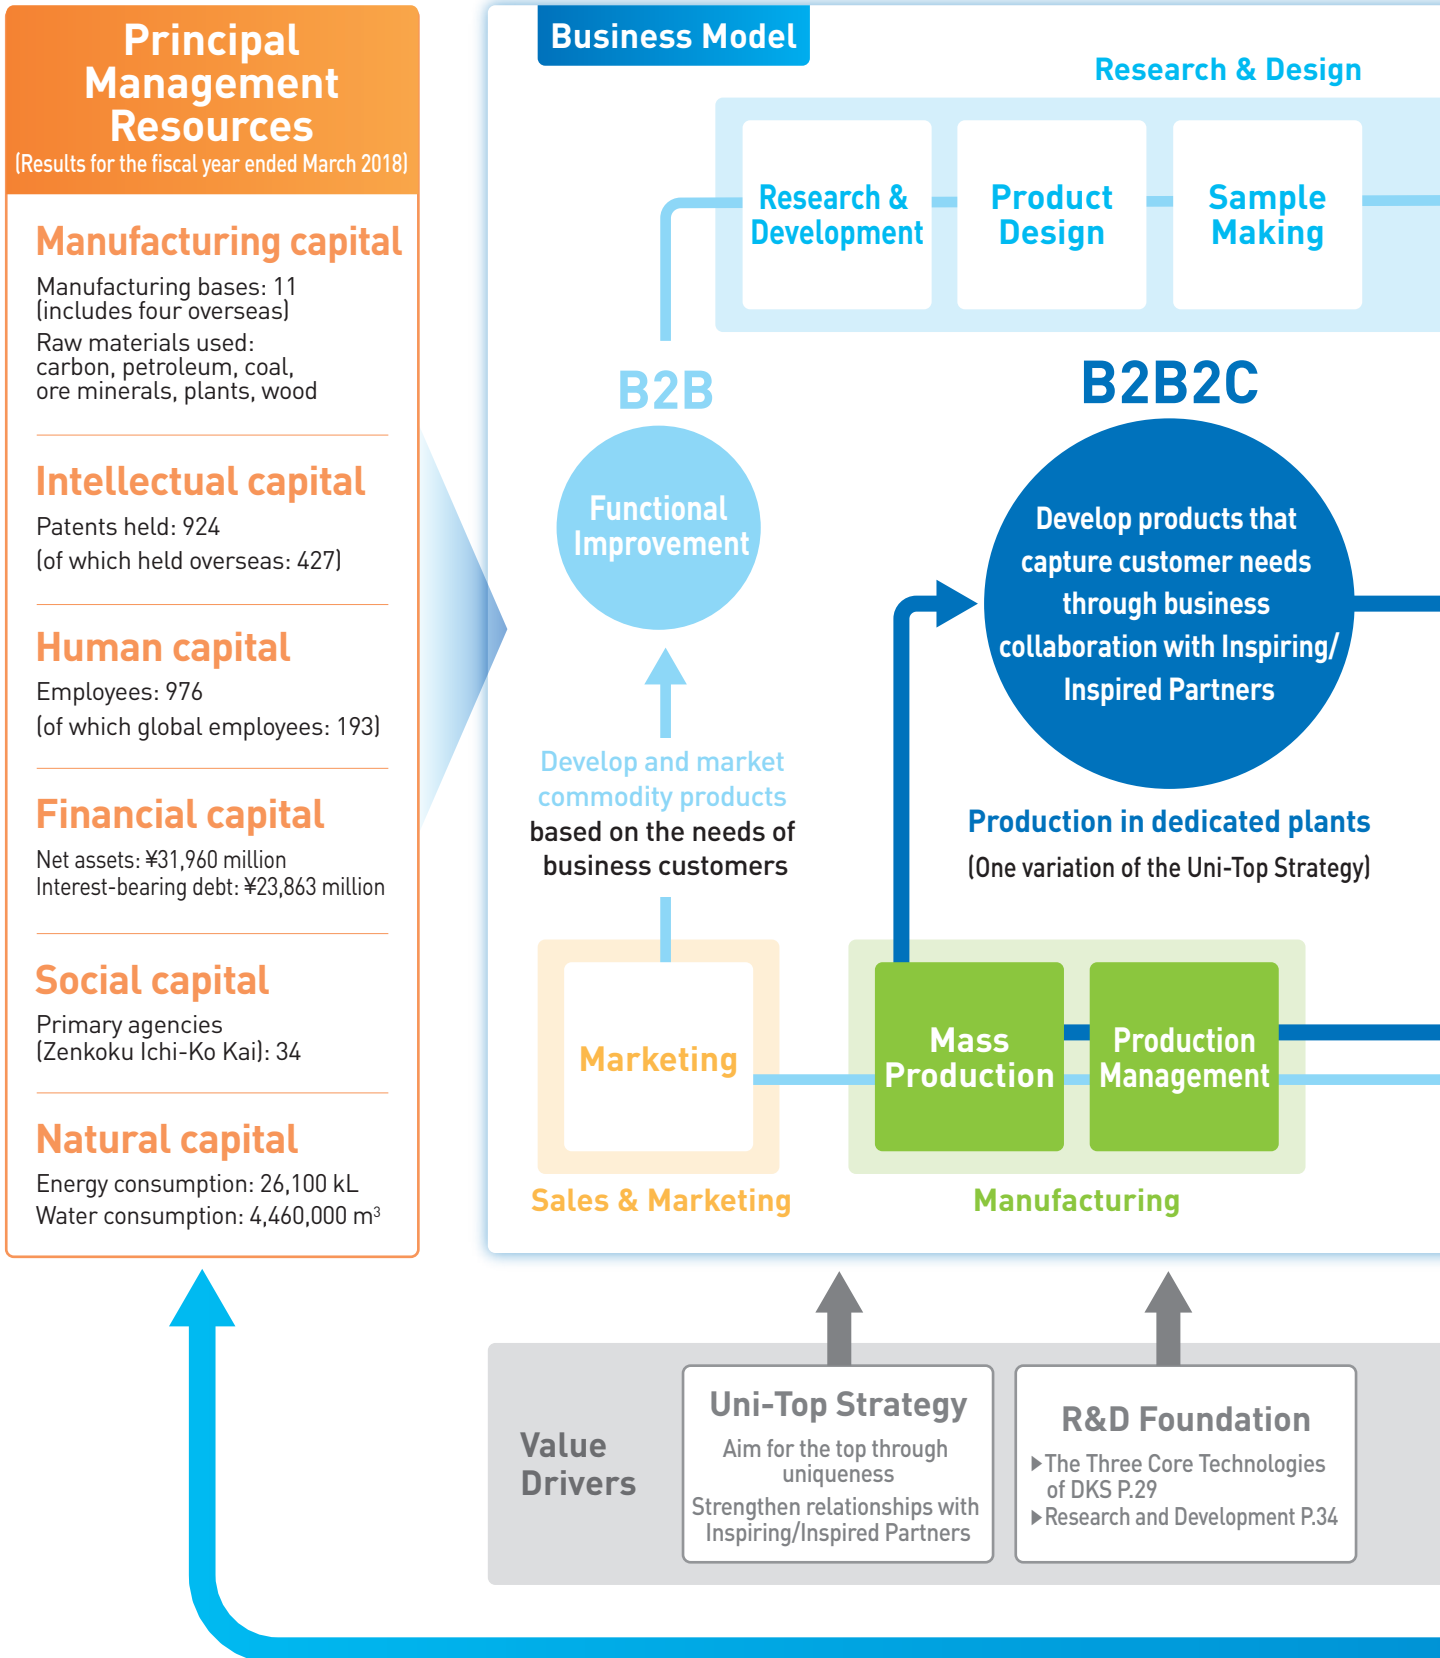 Principal
Management
Resources
(Results for the fiscal year ended March 2018)
Manufacturing capital
Manufacturing bases: 11
(includes four overseas)
Raw materials used:
carbon, petroleum, coal,
ore minerals, plants, wood
Intellectual capital
Patents held: 924
(of which held overseas: 427)
Human capital
Employees: 976
(of which global employees: 193)
Financial capital
Net assets: ¥31,960 million
Interest-bearing debt: ¥23,863 million
Social capital
Primary agencies
(Zenkoku Ichi-Ko Kai): 34
Natural capital
Energy consumption: 26,100 kL
Water consumption: 4,460,000 m³
Business Model
Research & Design
Research &
Development
Product
Design
Sample
Making
B2B
Functional
Improvement
Develop and market
commodity products
based on the needs of
business customers
B2B2C
Develop products that
capture customer needs
through business
collaboration with Inspiring/
Inspired Partners
Production in dedicated plants
(One variation of the Uni-Top Strategy)
Marketing
Sales & Marketing
Mass
Production
Production
Management
Manufacturing
Value
Drivers
Uni-Top Strategy
Aim for the top through
uniqueness
Strengthen relationships with
Inspiring/Inspired Partners
R&D Foundation
▶The Three Core Technologies
of DKS P.29
▶Research and Development P.34